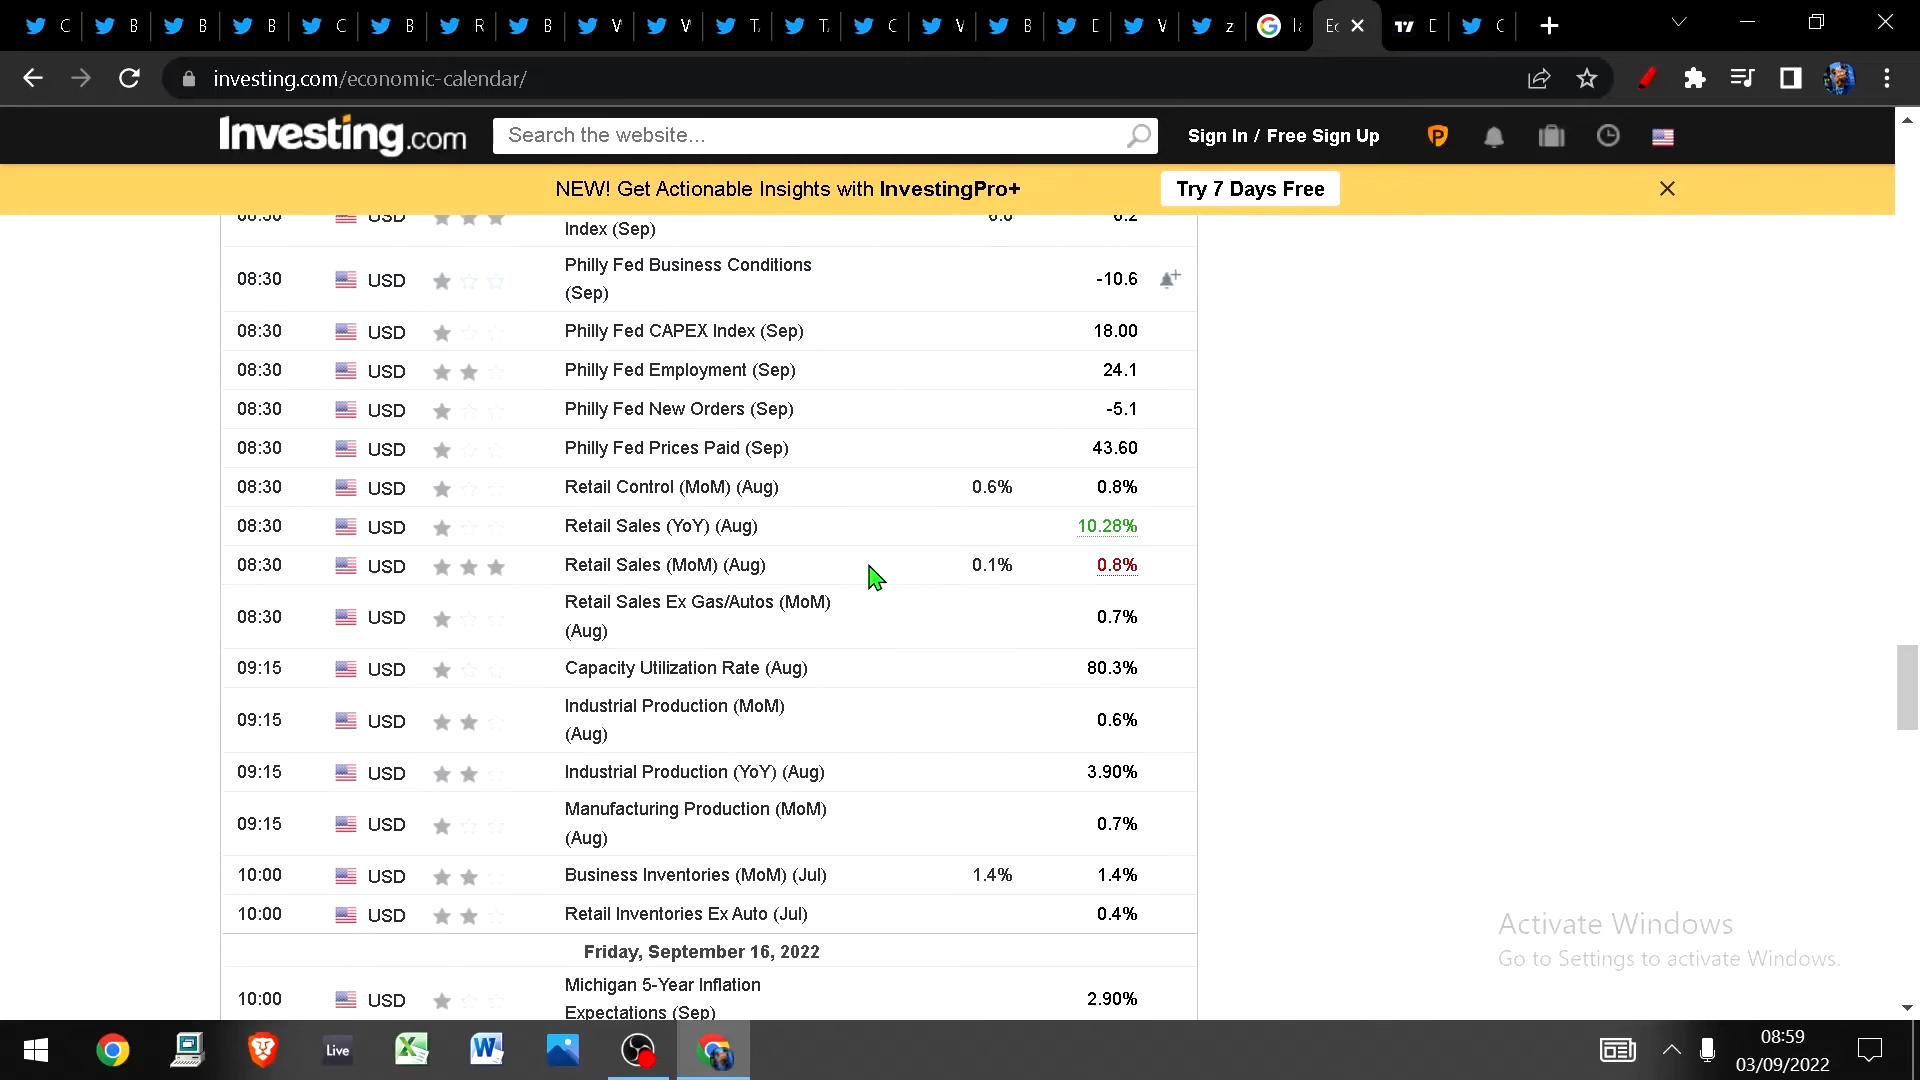 C B B B C B R B V V T. T. C V B D V z la Ec D C
investing.com/economic-calendar/
Investing.com Search the website... Sign In / Free Sign Up
NEW! Get Actionable Insights with InvestingPro+ Try 7 Days Free
08:30 USD 6.2
Index (Sep)
08:30 USD Philly Fed Business Conditions -10.6
(Sep)
08:30 USD Philly Fed CAPEX Index (Sep) 18.00
08:30 USD Philly Fed Employment (Sep) 24.1
08:30 USD Philly Fed New Orders (Sep) -5.1
08:30 USD Philly Fed Prices Paid (Sep) 43.60
08:30 USD Retail Control (MoM) (Aug) 0.6% 0.8%
08:30 USD Retail Sales (YoY) (Aug) 10.28%
08:30 USD Retail Sales (MoM) (Aug) 0.1% 0.8%
08:30 USD Retail Sales Ex Gas/Autos (MoM) 0.7%
(Aug)
09:15 USD Capacity Utilization Rate (Aug) 80.3%
09:15 USD Industrial Production (MoM) 0.6%
(Aug)
09:15 USD Industrial Production (YoY) (Aug) 3.90%
09:15 USD Manufacturing Production (MoM) 0.7%
(Aug)
10:00 USD Business Inventories (MoM) (Jul) 1.4% 1.4%
10:00 USD Retail Inventories Ex Auto (Jul) 0.4%
Friday, September 16, 2022
10:00 USD Michigan 5-Year Inflation 2.90%
Expectations (Sep)
Activate Windows
Go to Settings to activate Windows.
Live
08:59
03/09/2022